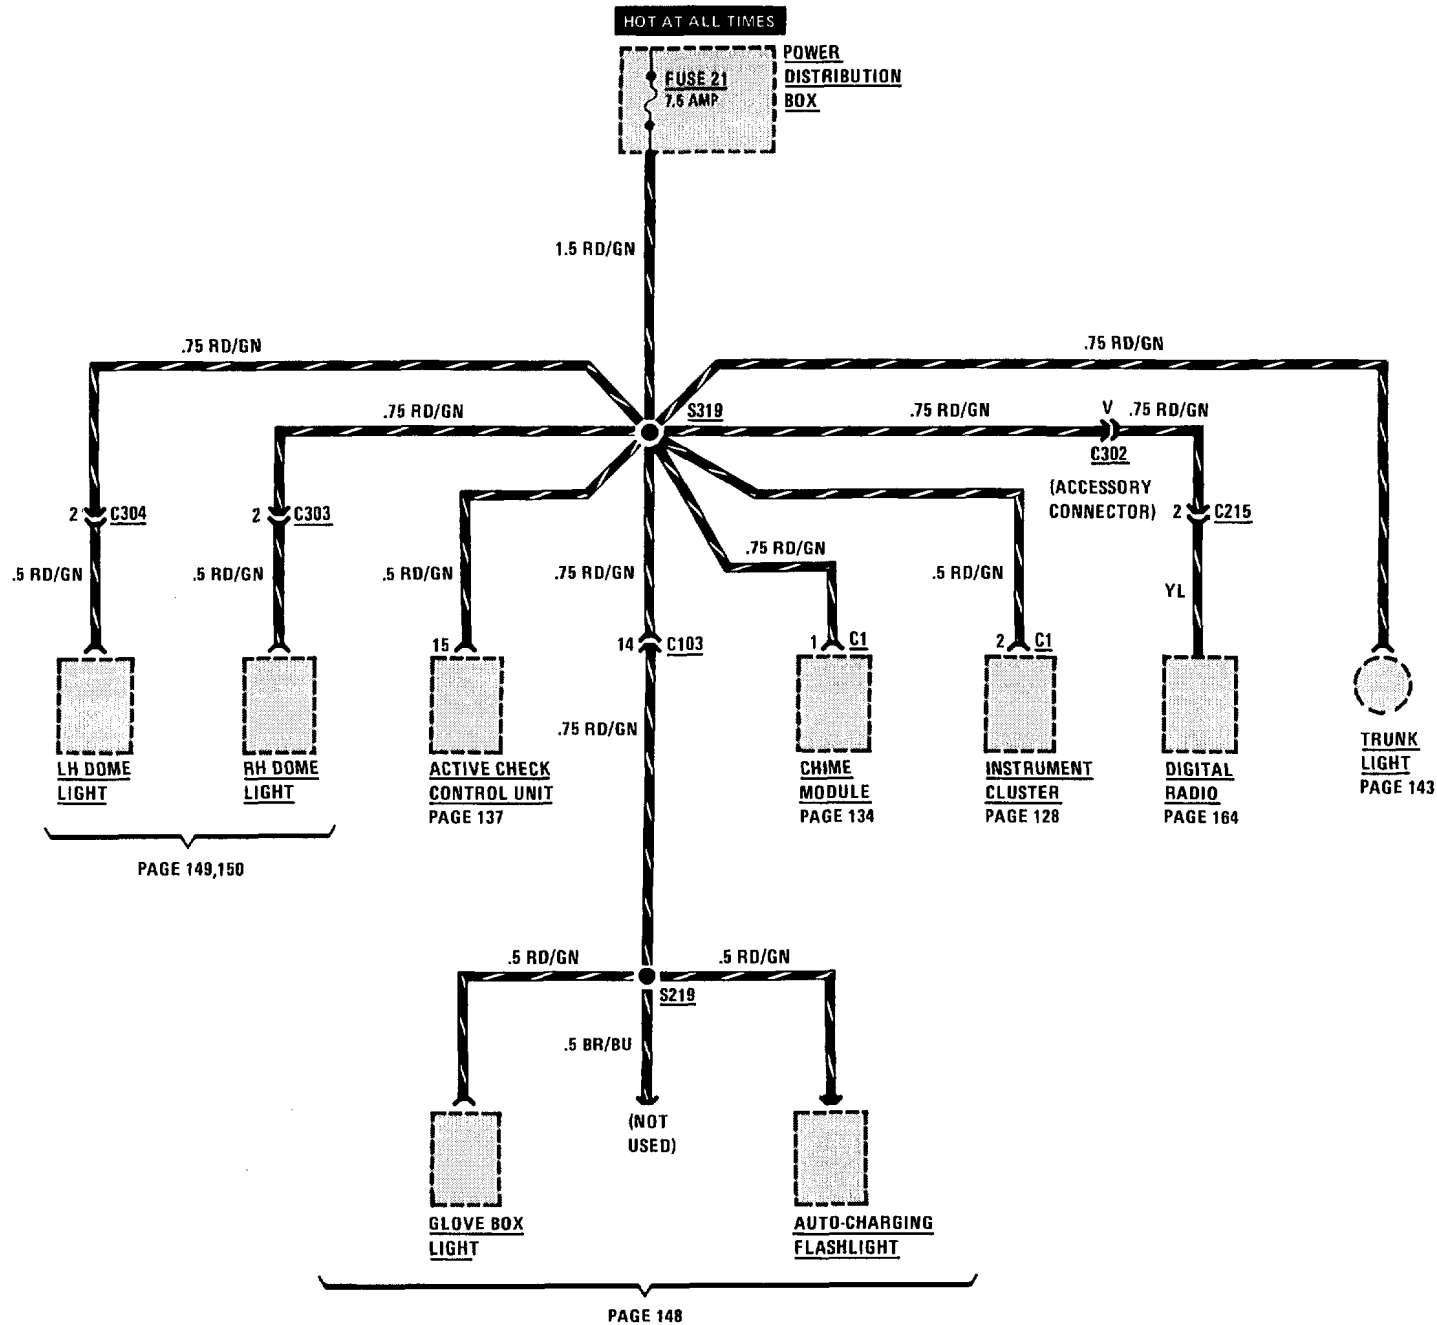 HOT AT ALL TIMES
POWER
DISTRIBUTION
BOX
FUSE 21
7.5 AMP
1.5 RD/GN
.75 RD/GN
.75 RD/GN
.75 RD/GN
S319
.75 RD/GN
V
.75 RD/GN
C302
(ACCESSORY
CONNECTOR)
2
C304
2
C303
2
C215
.5 RD/GN
.5 RD/GN
.5 RD/GN
.75 RD/GN
.75 RD/GN
.5 RD/GN
YL
15
14
C103
1
C1
2
C1
.75 RD/GN
LH DOME
LIGHT
RH DOME
LIGHT
ACTIVE CHECK
CONTROL UNIT
PAGE 137
CHIME
MODULE
PAGE 134
INSTRUMENT
CLUSTER
PAGE 128
DIGITAL
RADIO
PAGE 164
TRUNK
LIGHT
PAGE 143
PAGE 149,150
.5 RD/GN
.5 RD/GN
S219
.5 BR/BU
(NOT
USED)
GLOVE BOX
LIGHT
AUTO-CHARGING
FLASHLIGHT
PAGE 148